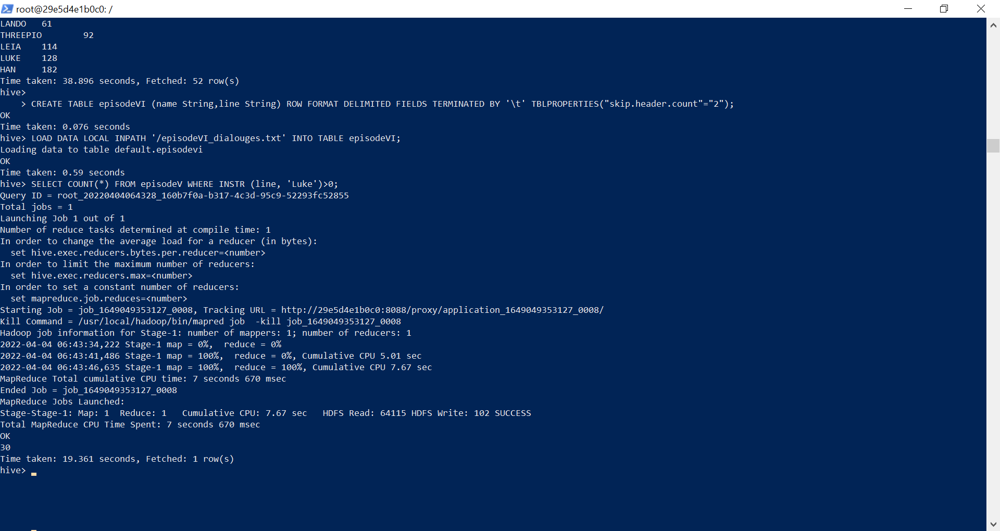 root@29e5d4e1b0c0: /
LANDO   61
THREEPIO        92
LEIA    114
LUKE    128
HAN     182
Time taken: 38.896 seconds, Fetched: 52 row(s)
hive>
    > CREATE TABLE episodeVI (name String,line String) ROW FORMAT DELIMITED FIELDS TERMINATED BY '\t' TBLPROPERTIES("skip.header.count"="2");
OK
Time taken: 0.076 seconds
hive> LOAD DATA LOCAL INPATH '/episodeVI_dialouges.txt' INTO TABLE episodeVI;
Loading data to table default.episodevi
OK
Time taken: 0.59 seconds
hive> SELECT COUNT(*) FROM episodeV WHERE INSTR (line, 'Luke')>0;
Query ID = root_20220404064328_160b7f0a-b317-4c3d-95c9-52293fc52855
Total jobs = 1
Launching Job 1 out of 1
Number of reduce tasks determined at compile time: 1
In order to change the average load for a reducer (in bytes):
  set hive.exec.reducers.bytes.per.reducer=<number>
In order to limit the maximum number of reducers:
  set hive.exec.reducers.max=<number>
In order to set a constant number of reducers:
  set mapreduce.job.reduces=<number>
Starting Job = job_1649049353127_0008, Tracking URL = http://29e5d4e1b0c0:8088/proxy/application_1649049353127_0008/
Kill Command = /usr/local/hadoop/bin/mapred job  -kill job_1649049353127_0008
Hadoop job information for Stage-1: number of mappers: 1; number of reducers: 1
2022-04-04 06:43:34,222 Stage-1 map = 0%,  reduce = 0%
2022-04-04 06:43:41,486 Stage-1 map = 100%,  reduce = 0%, Cumulative CPU 5.01 sec
2022-04-04 06:43:46,635 Stage-1 map = 100%,  reduce = 100%, Cumulative CPU 7.67 sec
MapReduce Total cumulative CPU time: 7 seconds 670 msec
Ended Job = job_1649049353127_0008
MapReduce Jobs Launched:
Stage-Stage-1: Map: 1  Reduce: 1   Cumulative CPU: 7.67 sec   HDFS Read: 64115 HDFS Write: 102 SUCCESS
Total MapReduce CPU Time Spent: 7 seconds 670 msec
OK
30
Time taken: 19.361 seconds, Fetched: 1 row(s)
hive>